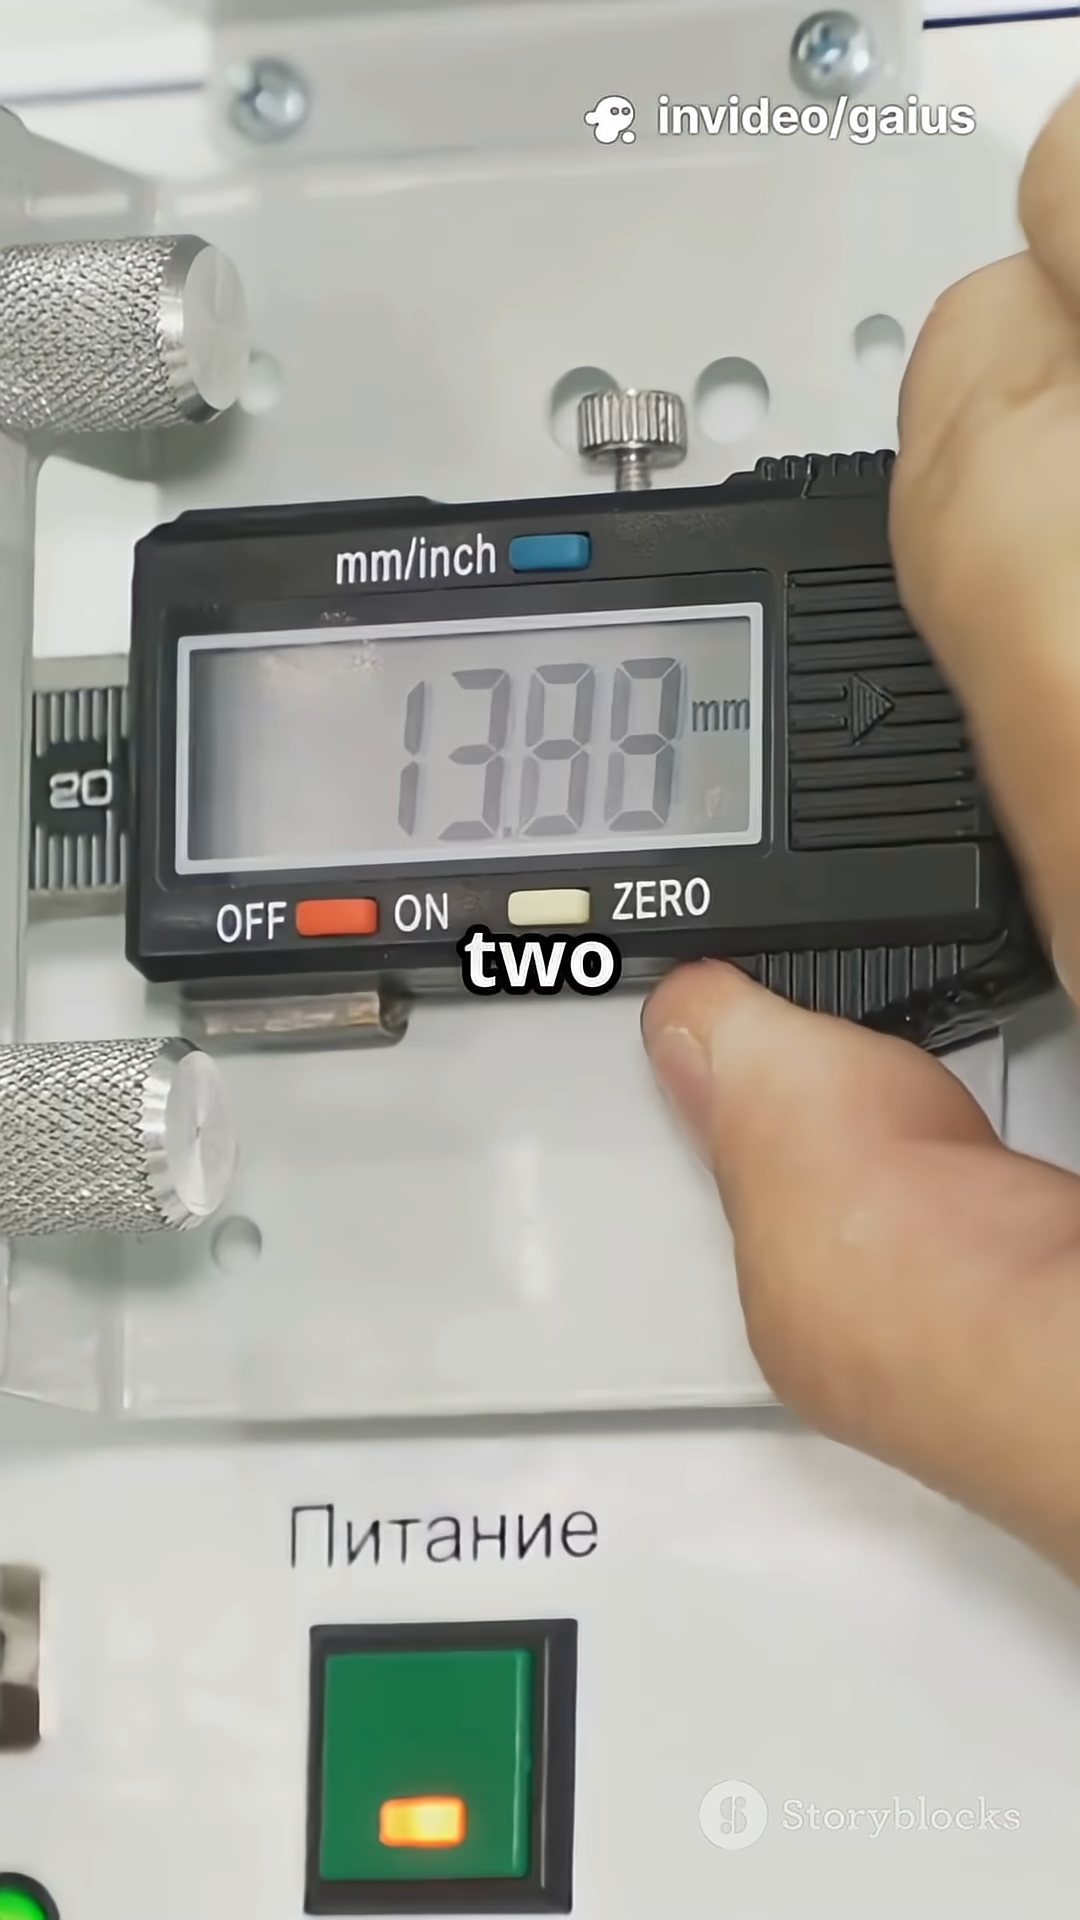 invideo/gaius
mm/inch
13.88 mm
20
OFF ON ZERO
two
Питание
Storyblocks